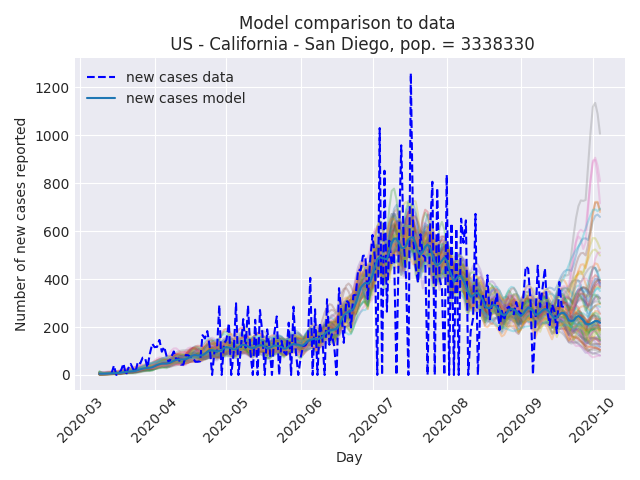 Model comparison to data
US - California - San Diego, pop. = 3338330
new cases data
new cases model
Number of new cases reported
1200
1000
800
600
400
200
0
2020-03
2020-04
2020-05
2020-06
2020-07
2020-08
2020-09
2020-10
Day